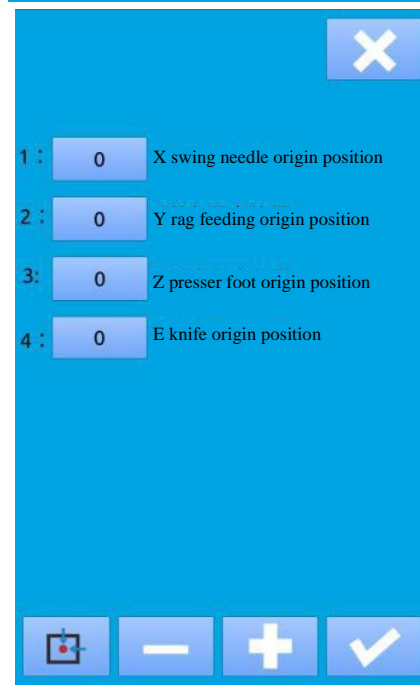 1 : 0 X swing needle origin position
2 : 0 Y rag feeding origin position
3: 0 Z presser foot origin position
4 : 0 E knife origin position